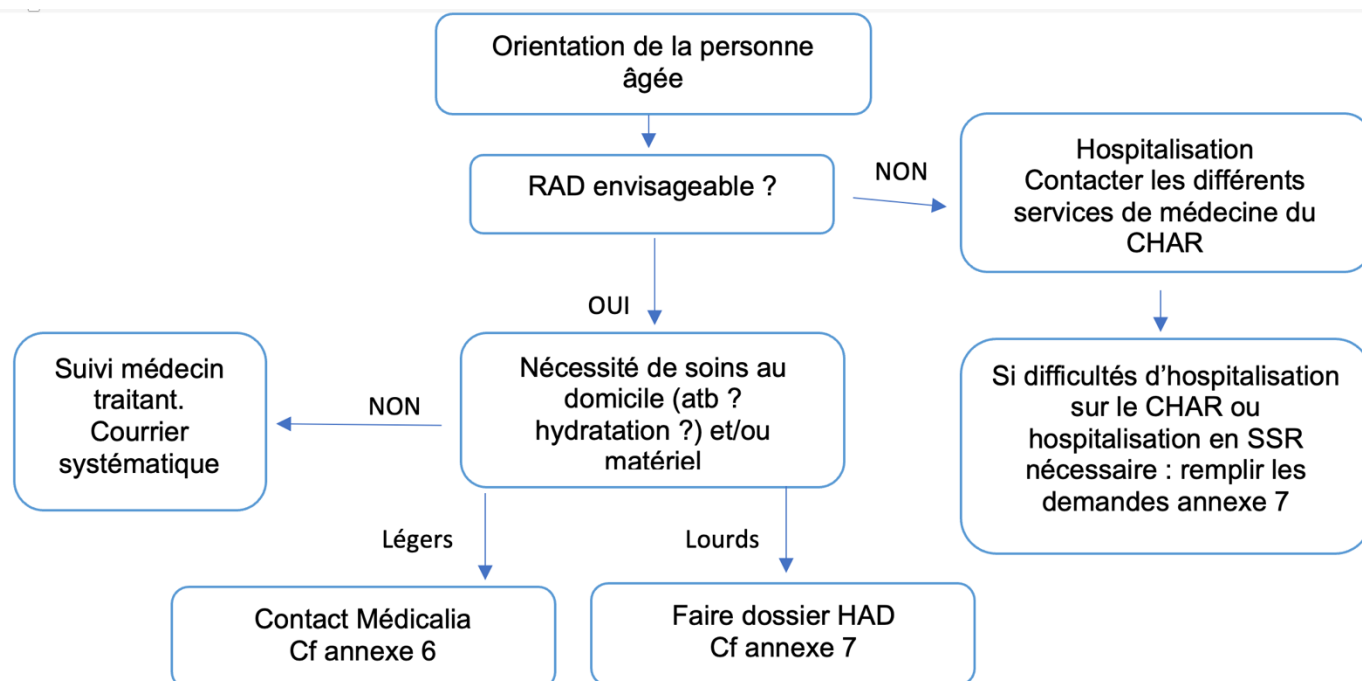 Orientation de la personne
âgée
RAD envisageable ?
NON
Hospitalisation
Contacter les différents
services de médecine du
CHAR
OUI
Suivi médecin
traitant.
Courrier
systématique
NON
Nécessité de soins au
domicile (atb ?
hydratation ?) et/ou
matériel
Si difficultés d’hospitalisation
sur le CHAR ou
hospitalisation en SSR
nécessaire : remplir les
demandes annexe 7
Légers
Lourds
Contact Médicalia
Cf annexe 6
Faire dossier HAD
Cf annexe 7